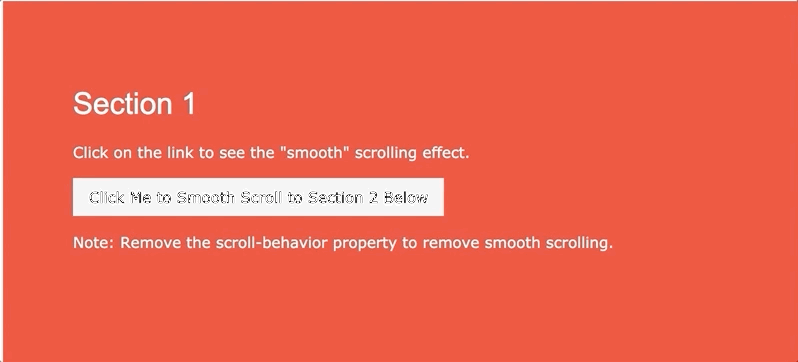 Section 1
Click on the link to see the "smooth" scrolling effect.
Click Me to Smooth Scroll to Section 2 Below
Note: Remove the scroll-behavior property to remove smooth scrolling.